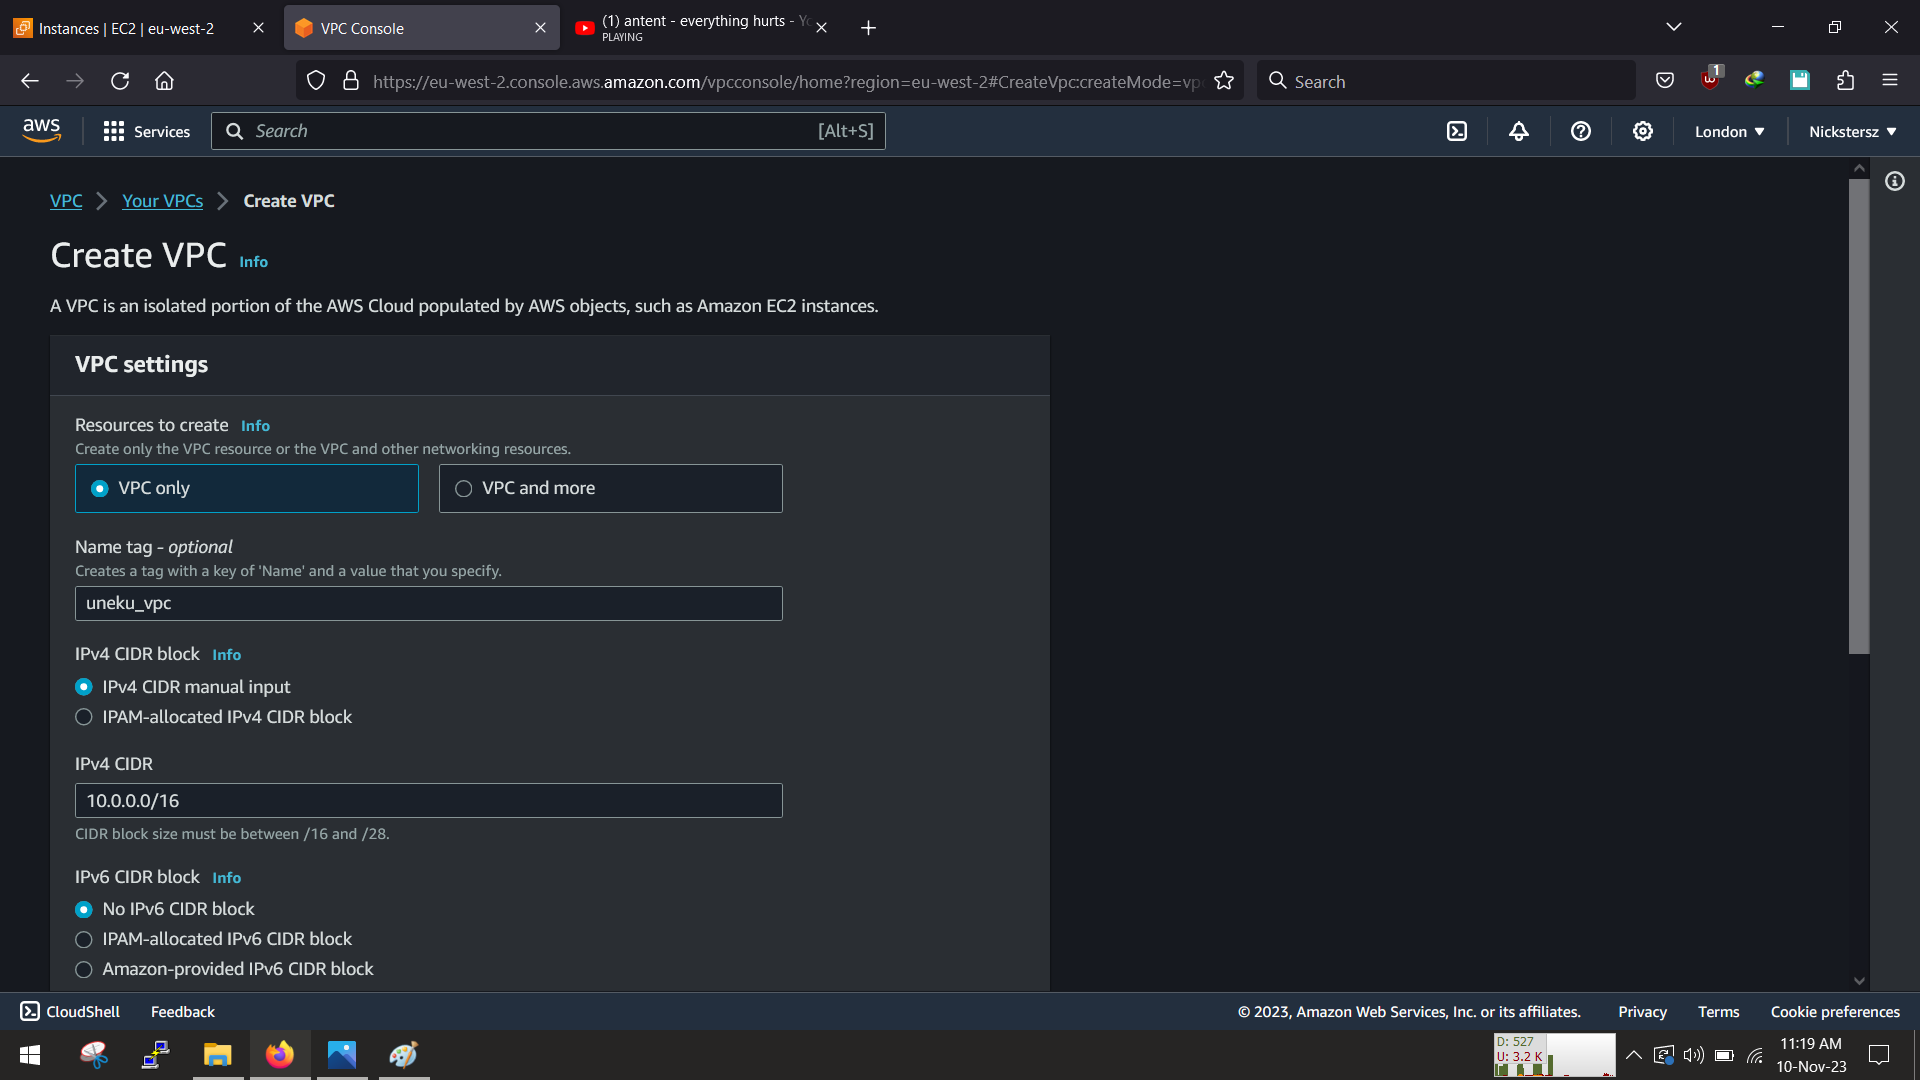 Instances | EC2 | eu-west-2
VPC Console
(1) antent - everything hurts - Yo
PLAYING
https://eu-west-2.console.aws.amazon.com/vpcconsole/home?region=eu-west-2#CreateVpc:createMode=vp
Search
1
aws
Services
Search
[Alt+S]
London
Nickstersz
VPC
Your VPCs
Create VPC
Create VPC Info
A VPC is an isolated portion of the AWS Cloud populated by AWS objects, such as Amazon EC2 instances.
VPC settings
Resources to create Info
Create only the VPC resource or the VPC and other networking resources.
VPC only
VPC and more
Name tag - optional
Creates a tag with a key of 'Name' and a value that you specify.
uneku_vpc
IPv4 CIDR block Info
IPv4 CIDR manual input
IPAM-allocated IPv4 CIDR block
IPv4 CIDR
10.0.0.0/16
CIDR block size must be between /16 and /28.
IPv6 CIDR block Info
No IPv6 CIDR block
IPAM-allocated IPv6 CIDR block
Amazon-provided IPv6 CIDR block
CloudShell
Feedback
© 2023, Amazon Web Services, Inc. or its affiliates.
Privacy
Terms
Cookie preferences
D: 527
U: 3.2 K
11:19 AM
10-Nov-23